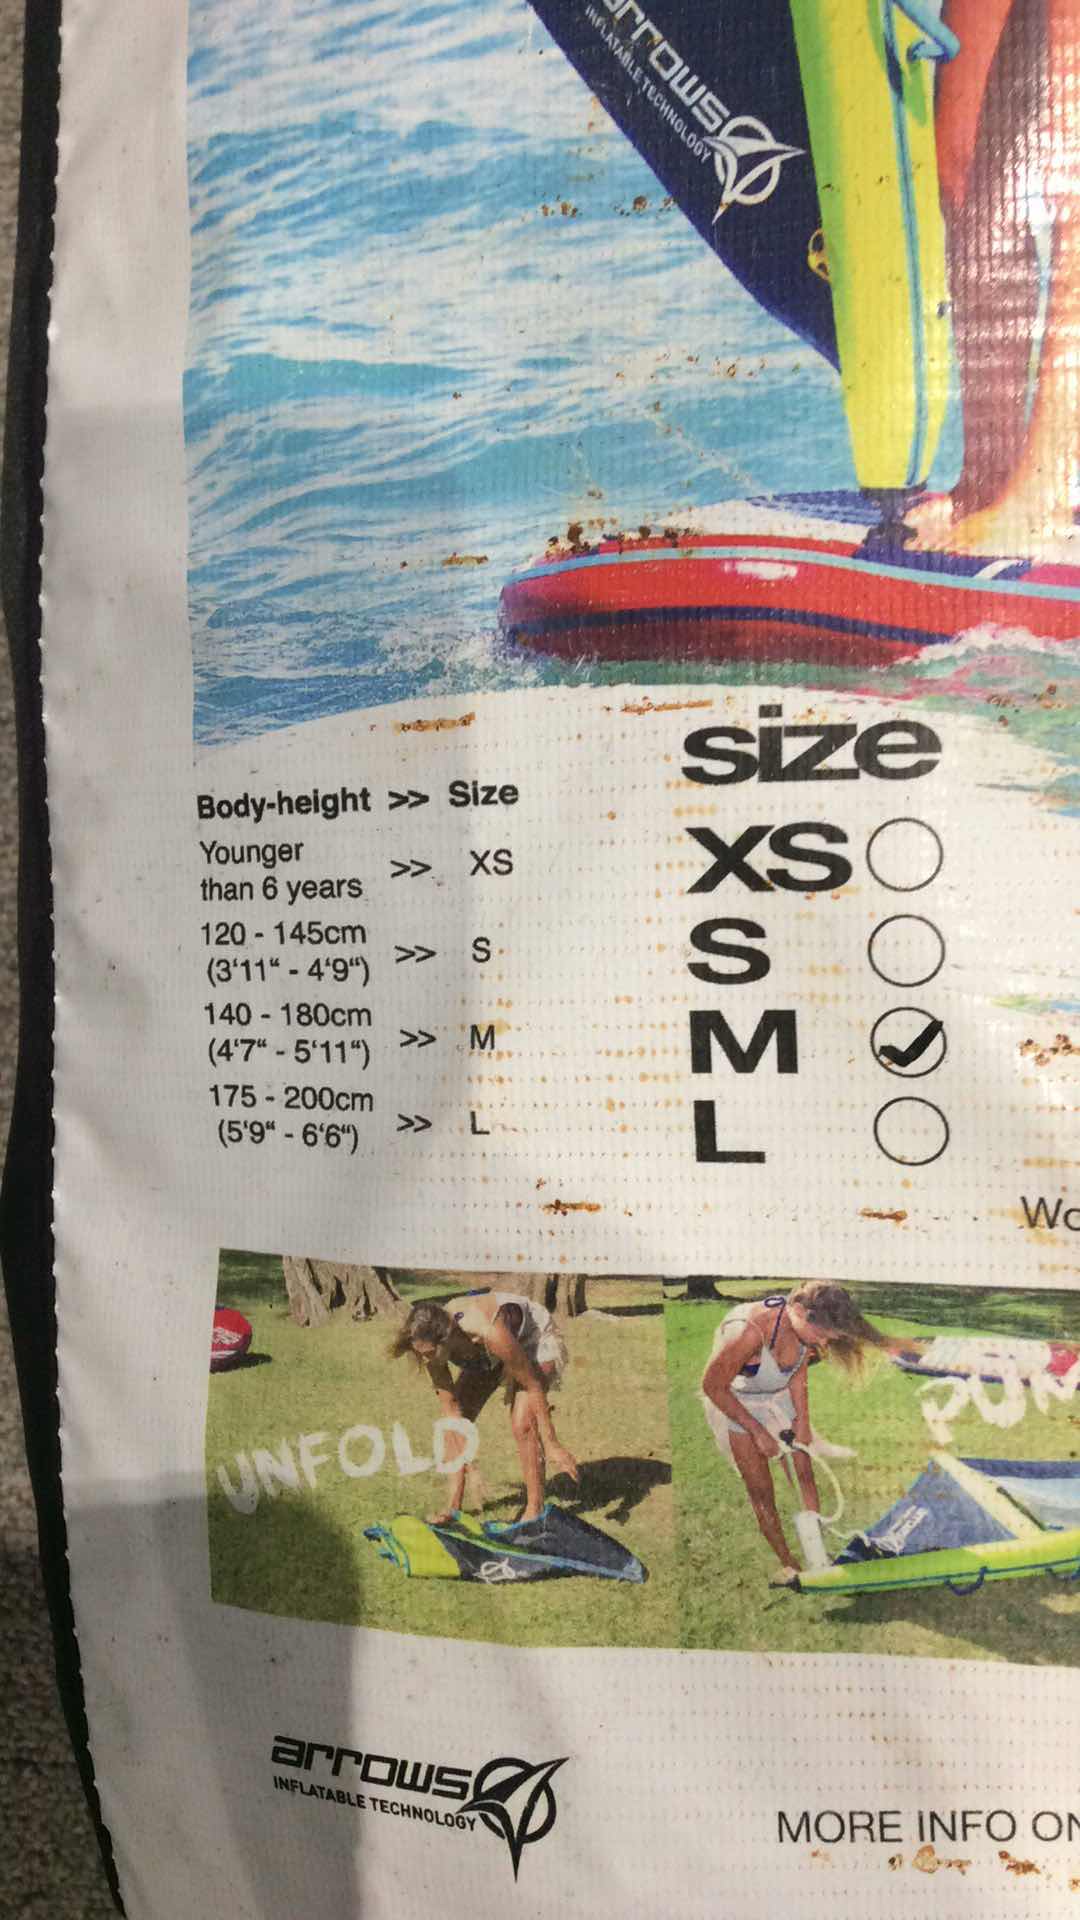 arrows
INFLATABLE TECHNOLOGY
size
Body-height >> Size
Younger
than 6 years >> XS
120 - 145cm
(3'11“ - 4'9“) >> S
140 - 180cm
(4'7“ - 5'11“) >> M
175 - 200cm
(5'9“ - 6'6“) >> L
XS
S
M
L
UNFOLD
arrows
INFLATABLE TECHNOLOGY
MORE INFO